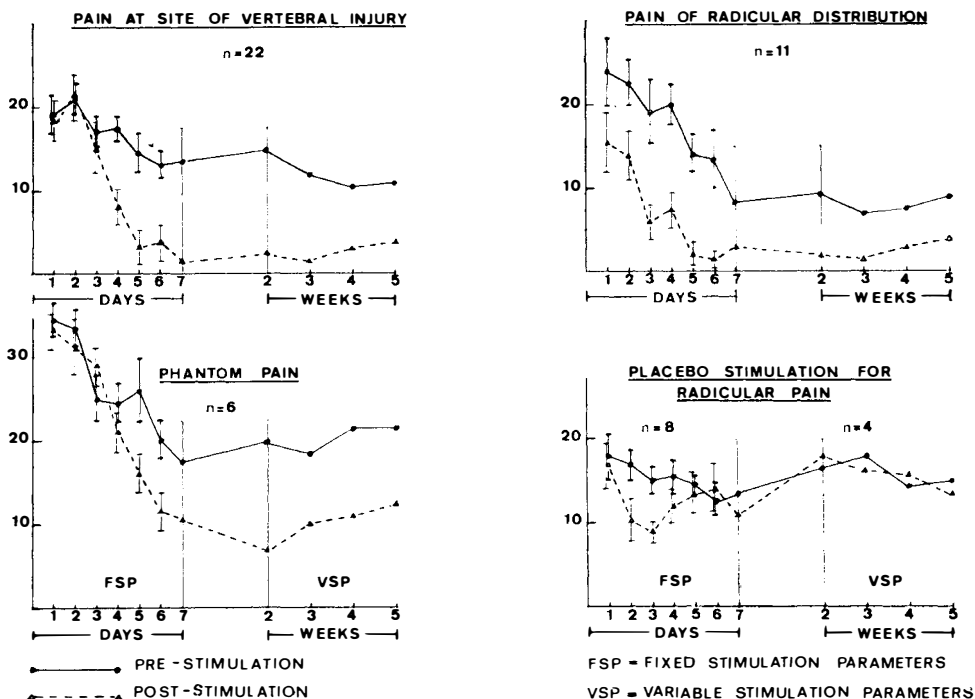 PAIN AT SITE OF VERTEBRAL INJURY
n=22
20
10
1 2 3 4 5 6 7 2 3 4 5
DAYS WEEKS
PAIN OF RADICULAR DISTRIBUTION
n=11
20
10
1 2 3 4 5 6 7 2 3 4 5
DAYS WEEKS
PHANTOM PAIN
n=6
30
20
10
FSP VSP
1 2 3 4 5 6 7 2 3 4 5
DAYS WEEKS
PLACEBO STIMULATION FOR
RADICULAR PAIN
n=8 n=4
20
10
FSP VSP
1 2 3 4 5 6 7 2 3 4 5
DAYS WEEKS
PRE-STIMULATION
POST-STIMULATION
FSP = FIXED STIMULATION PARAMETERS
VSP = VARIABLE STIMULATION PARAMETERS